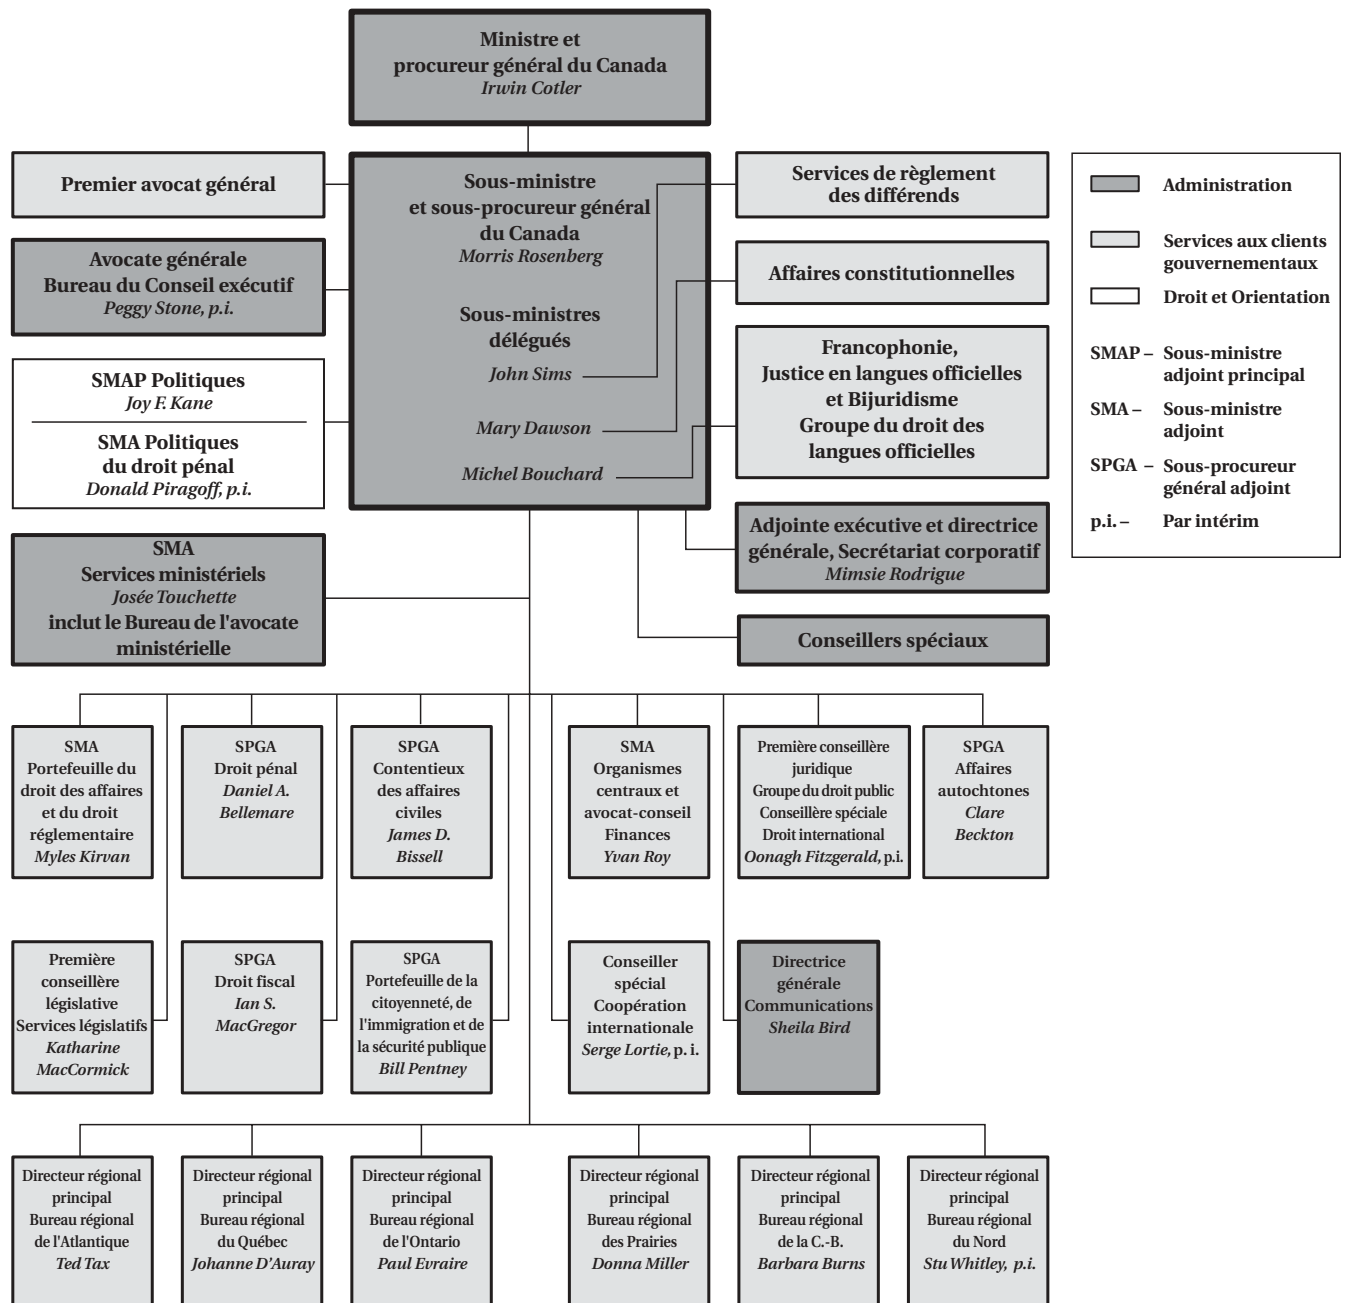 Ministre et
procureur général du Canada
Irwin Cotler
Premier avocat général
Avocate générale
Bureau du Conseil exécutif
Peggy Stone, p.i.
SMAP Politiques
Joy F. Kane
SMA Politiques
du droit pénal
Donald Piragoff, p.i.
SMA
Services ministériels
Josée Touchette
inclut le Bureau de l'avocate
ministérielle
Sous-ministre
et sous-procureur général
du Canada
Morris Rosenberg
Sous-ministres
délégués
John Sims
Mary Dawson
Michel Bouchard
Services de règlement
des différends
Affaires constitutionnelles
Francophonie,
Justice en langues officielles
et Bijuridisme
Groupe du droit des
langues officielles
Adjointe exécutive et directrice
générale, Secrétariat corporatif
Mimsie Rodrigue
Conseillers spéciaux
Administration
Services aux clients
gouvernementaux
Droit et Orientation
SMAP – Sous-ministre
adjoint principal
SMA – Sous-ministre
adjoint
SPGA – Sous-procureur
général adjoint
p.i. – Par intérim
SMA
Portefeuille du
droit des affaires
et du droit
réglementaire
Myles Kirvan
SPGA
Droit pénal
Daniel A.
Bellemare
SPGA
Contentieux
des affaires
civiles
James D.
Bissell
SMA
Organismes
centraux et
avocat-conseil
Finances
Yvan Roy
Première conseillère
juridique
Groupe du droit public
Conseillère spéciale
Droit international
Oonagh Fitzgerald, p.i.
SPGA
Affaires
autochtones
Clare
Beckton
Première
conseillère
législative
Services législatifs
Katharine
MacCormick
SPGA
Droit fiscal
Ian S.
MacGregor
SPGA
Portefeuille de la
citoyenneté, de
l'immigration et de
la sécurité publique
Bill Pentney
Conseiller
spécial
Coopération
internationale
Serge Lortie, p. i.
Directrice
générale
Communications
Sheila Bird
Directeur régional
principal
Bureau régional
de l'Atlantique
Ted Tax
Directeur régional
principal
Bureau régional
du Québec
Johanne D'Auray
Directeur régional
principal
Bureau régional
de l'Ontario
Paul Evraire
Directeur régional
principal
Bureau régional
des Prairies
Donna Miller
Directeur régional
principal
Bureau régional
de la C.-B.
Barbara Burns
Directeur régional
principal
Bureau régional
du Nord
Stu Whitley, p.i.